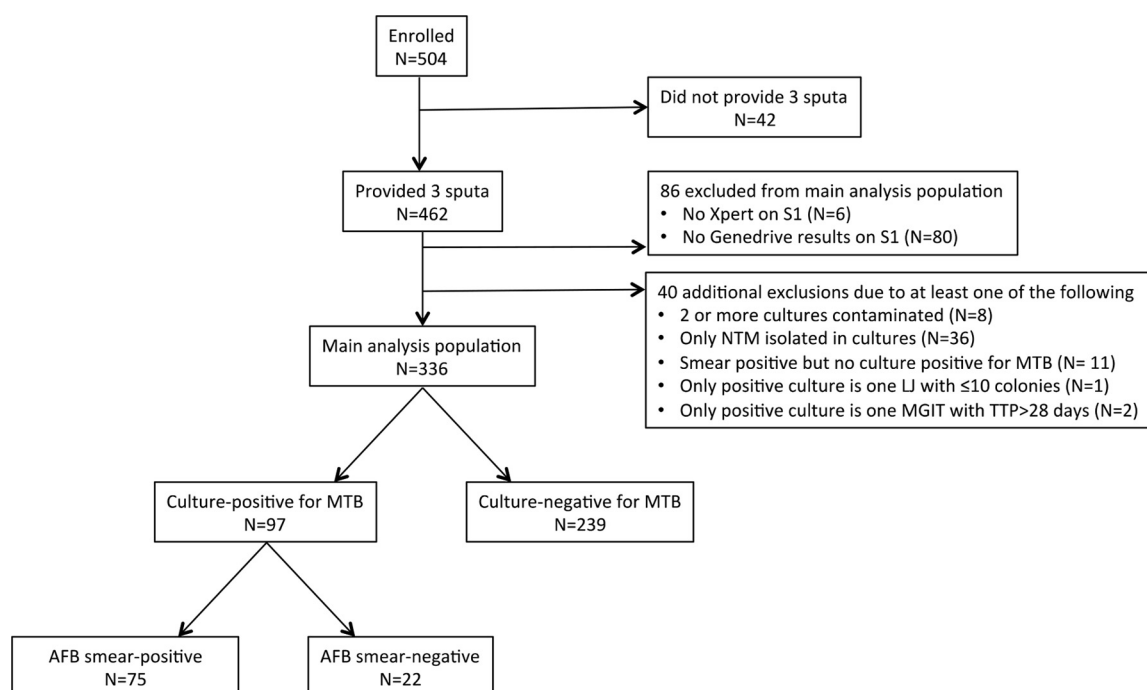 Enrolled
N=504
Did not provide 3 sputa
N=42
Provided 3 sputa
N=462
86 excluded from main analysis population
• No Xpert on S1 (N=6)
• No Genedrive results on S1 (N=80)
40 additional exclusions due to at least one of the following
• 2 or more cultures contaminated (N=8)
• Only NTM isolated in cultures (N=36)
• Smear positive but no culture positive for MTB (N= 11)
• Only positive culture is one LJ with ≤10 colonies (N=1)
• Only positive culture is one MGIT with TTP>28 days (N=2)
Main analysis population
N=336
Culture-positive for MTB
N=97
Culture-negative for MTB
N=239
AFB smear-positive
N=75
AFB smear-negative
N=22